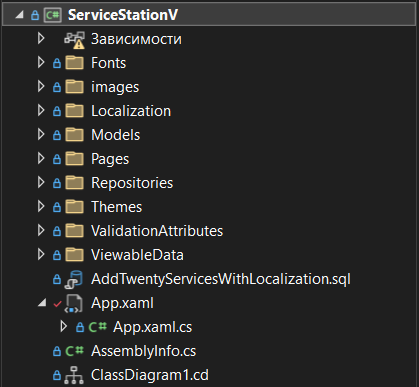 ServiceStationV
Зависимости
Fonts
images
Localization
Models
Pages
Repositories
Themes
ValidationAttributes
ViewableData
AddTwentyServicesWithLocalization.sql
App.xaml
C# App.xaml.cs
C# AssemblyInfo.cs
ClassDiagram1.cd